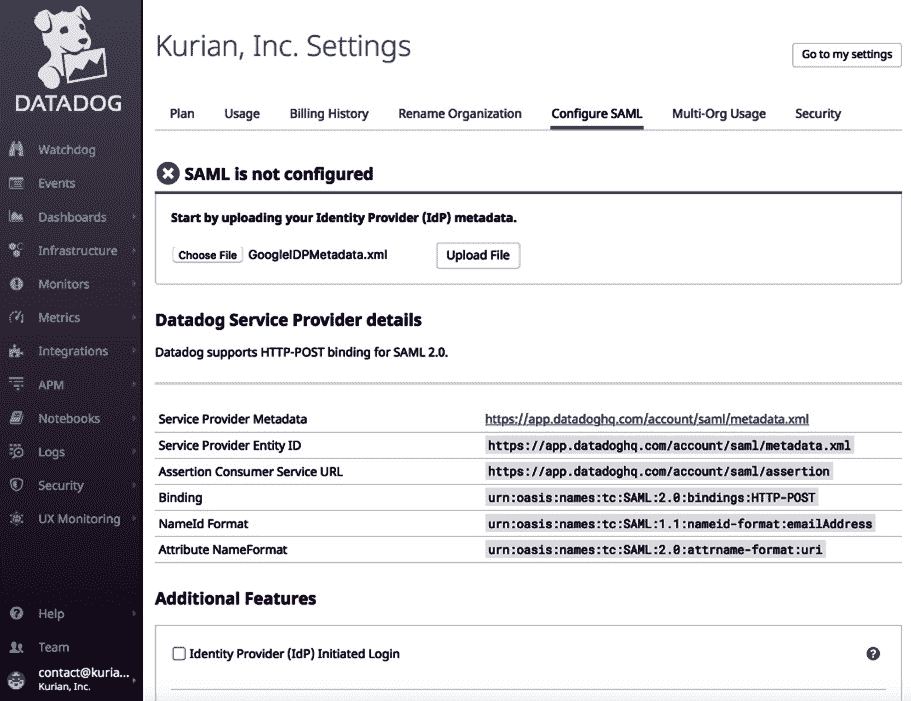 DATADOG
Watchdog
Events
Dashboards
Infrastructure
Monitors
Metrics
Integrations
APM
Notebooks
Logs
Security
UX Monitoring
Help
Team
contact@kuria...
Kurian, Inc.
Kurian, Inc. Settings
Go to my settings
Plan Usage Billing History Rename Organization Configure SAML Multi-Org Usage Security
SAML is not configured
Start by uploading your Identity Provider (IdP) metadata.
Choose File GoogleIDPMetadata.xml Upload File
Datadog Service Provider details
Datadog supports HTTP-POST binding for SAML 2.0.
Service Provider Metadata https://app.datadoghq.com/account/saml/metadata.xml
Service Provider Entity ID https://app.datadoghq.com/account/saml/metadata.xml
Assertion Consumer Service URL https://app.datadoghq.com/account/saml/assertion
Binding urn:oasis:names:tc:SAML:2.0:bindings:HTTP-POST
NameId Format urn:oasis:names:tc:SAML:1.1:nameid-format:emailAddress
Attribute NameFormat urn:oasis:names:tc:SAML:2.0:attrname-format:uri
Additional Features
Identity Provider (IdP) Initiated Login